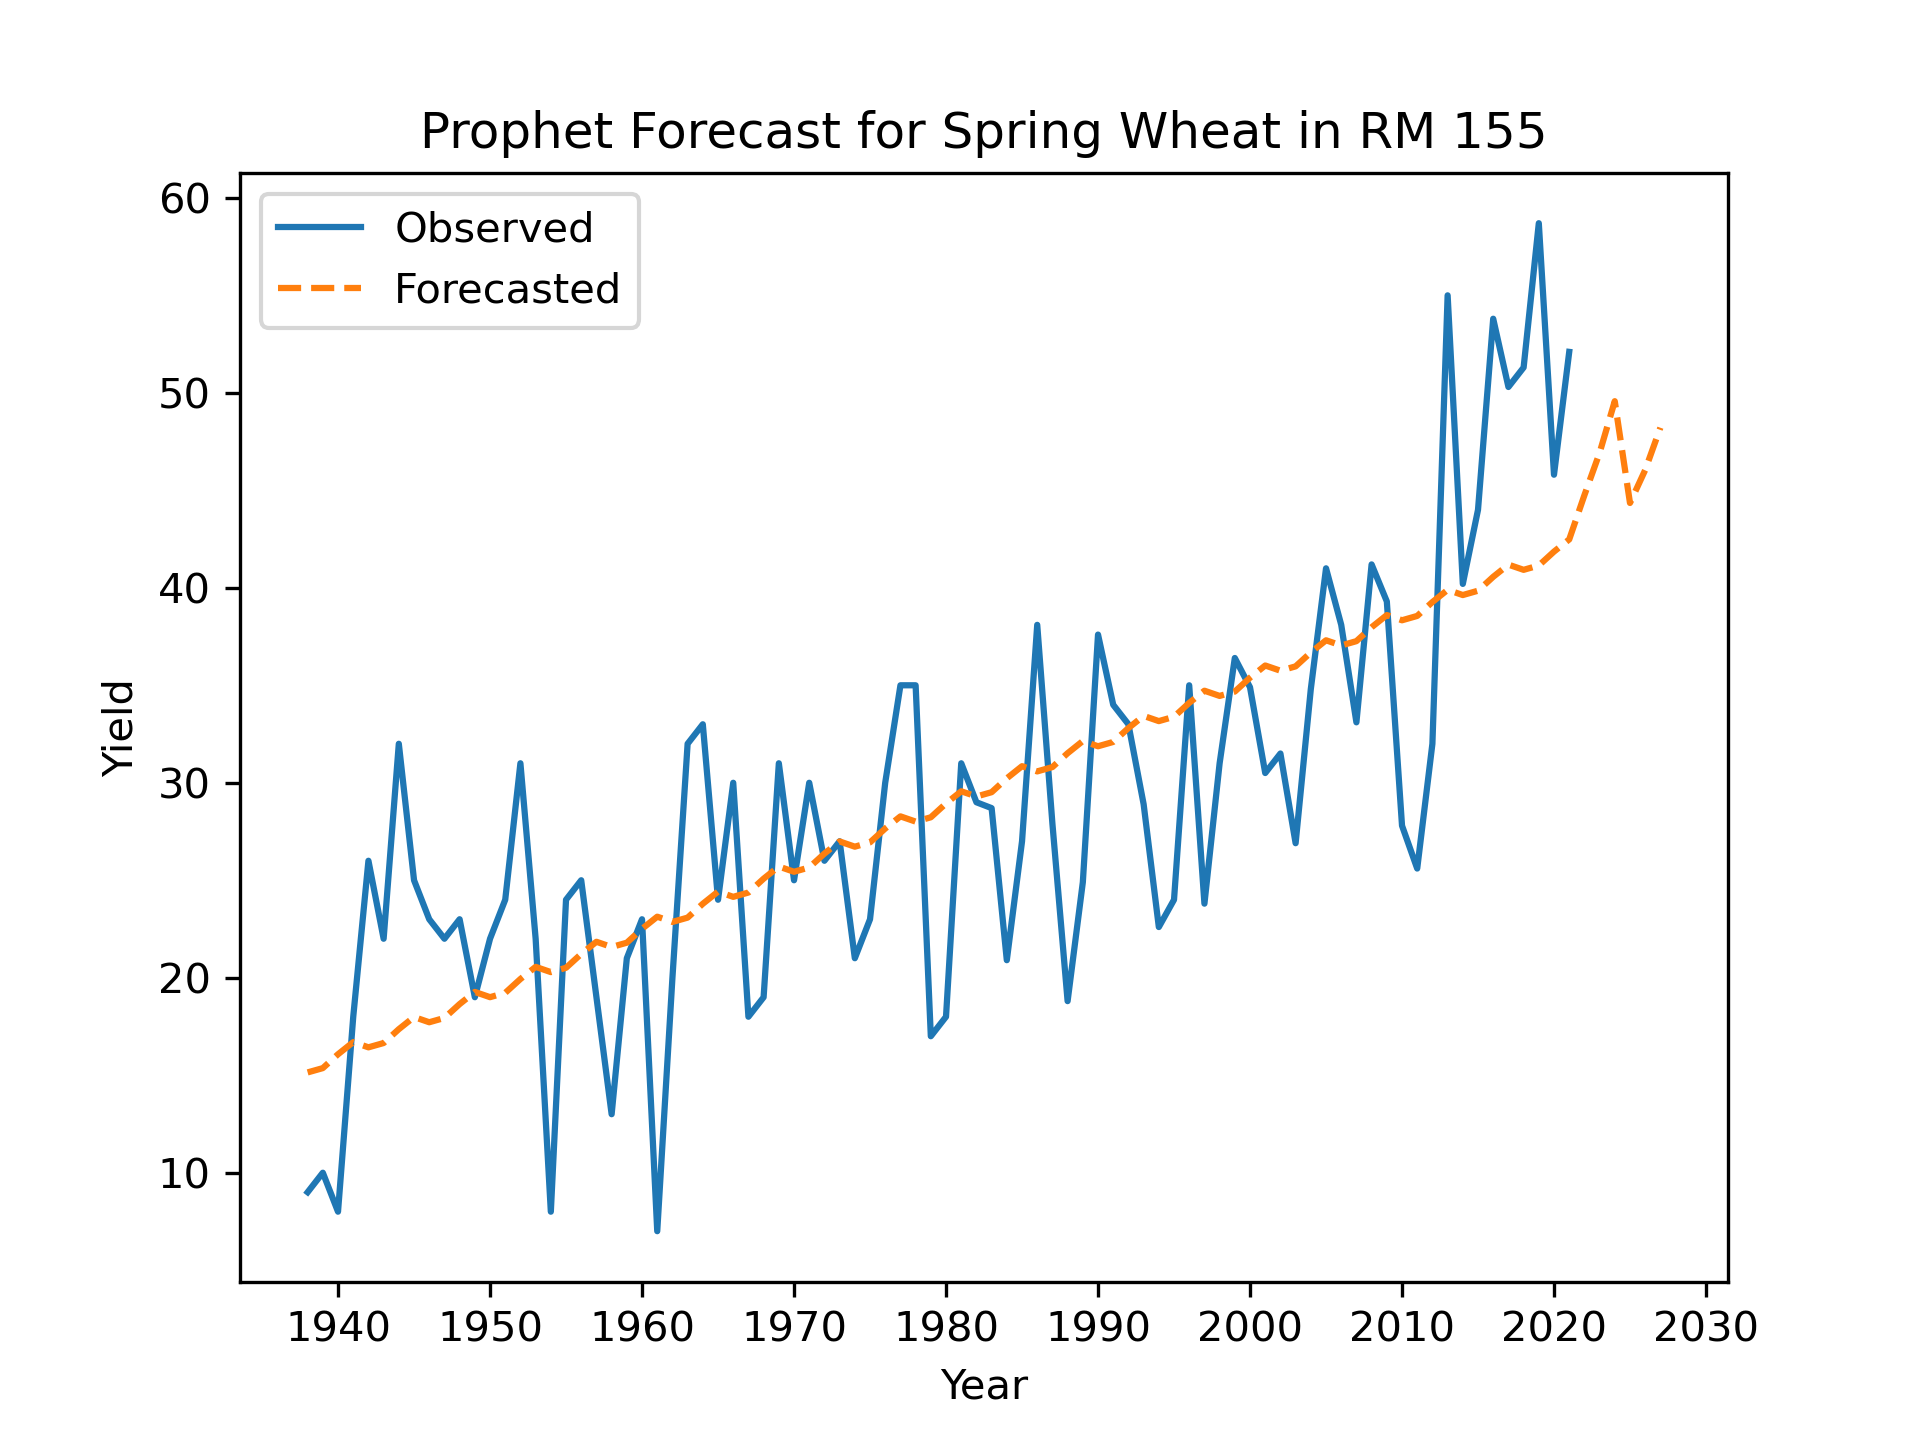 Prophet Forecast for Spring Wheat in RM 155
Observed
Forecasted
60
50
40
30
20
10
Yield
1940 1950 1960 1970 1980 1990 2000 2010 2020 2030
Year